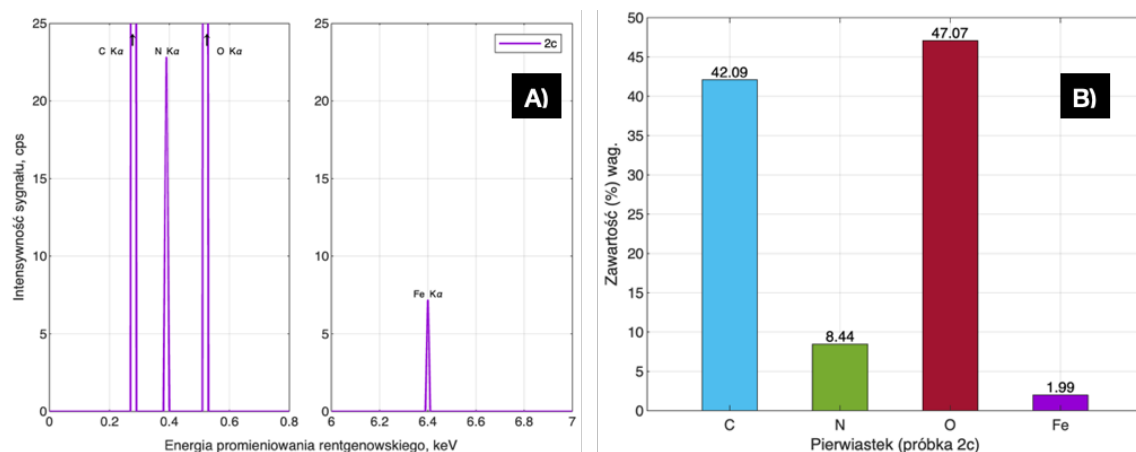 25
20
15
10
5
0
Intensywność sygnału, cps
C Kα
N Kα
O Kα
0 0.2 0.4 0.6 0.8
25
20
15
10
5
0
2c
A)
Fe Kα
6 6.2 6.4 6.6 6.8 7
Energia promieniowania rentgenowskiego, keV
50
45
40
35
30
25
20
15
10
5
0
Zawartość (%) wag.
42.09
8.44
47.07
1.99
B)
C N O Fe
Pierwiastek (próbka 2c)